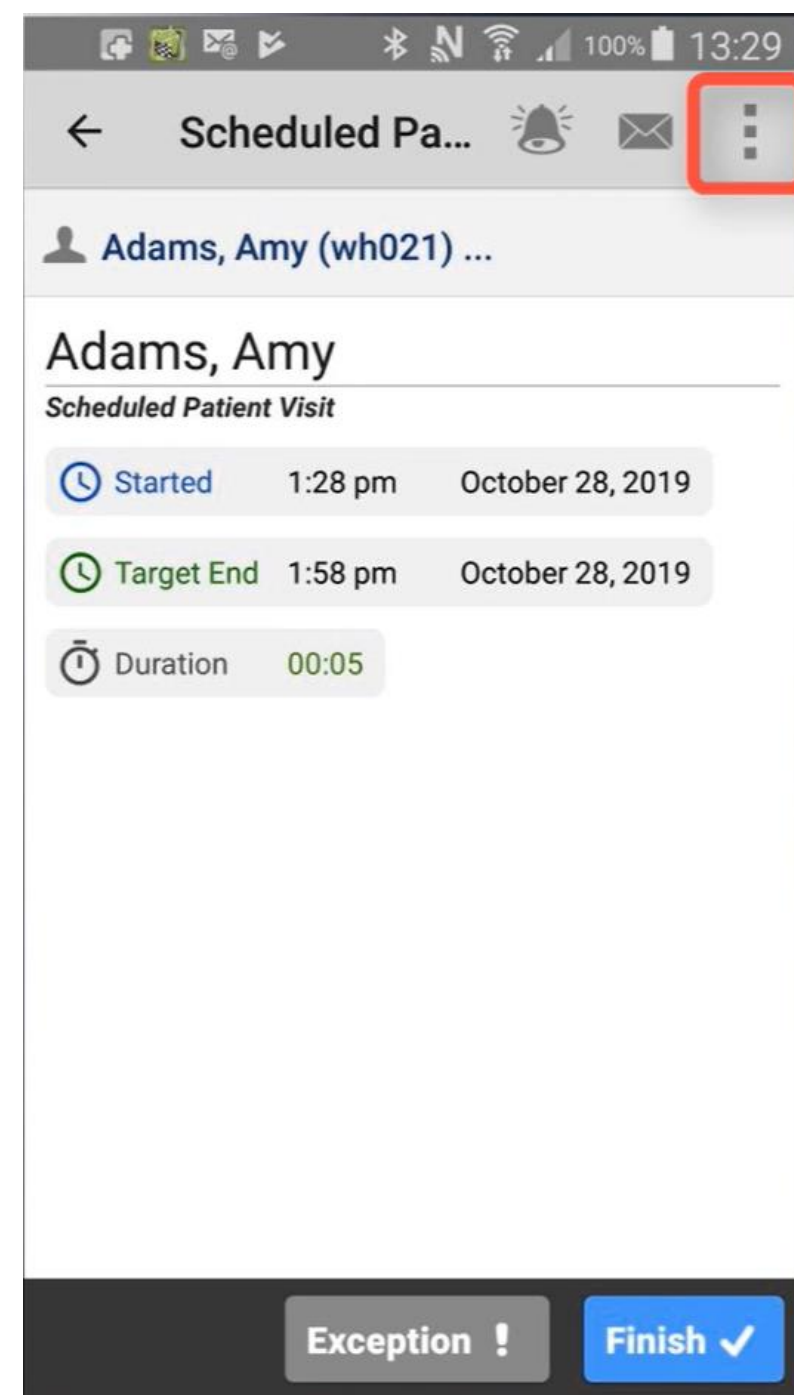 100% 13:29
Scheduled Pa...
Adams, Amy (wh021) ...
Adams, Amy
Scheduled Patient Visit
Started 1:28 pm October 28, 2019
Target End 1:58 pm October 28, 2019
Duration 00:05
Exception ! Finish